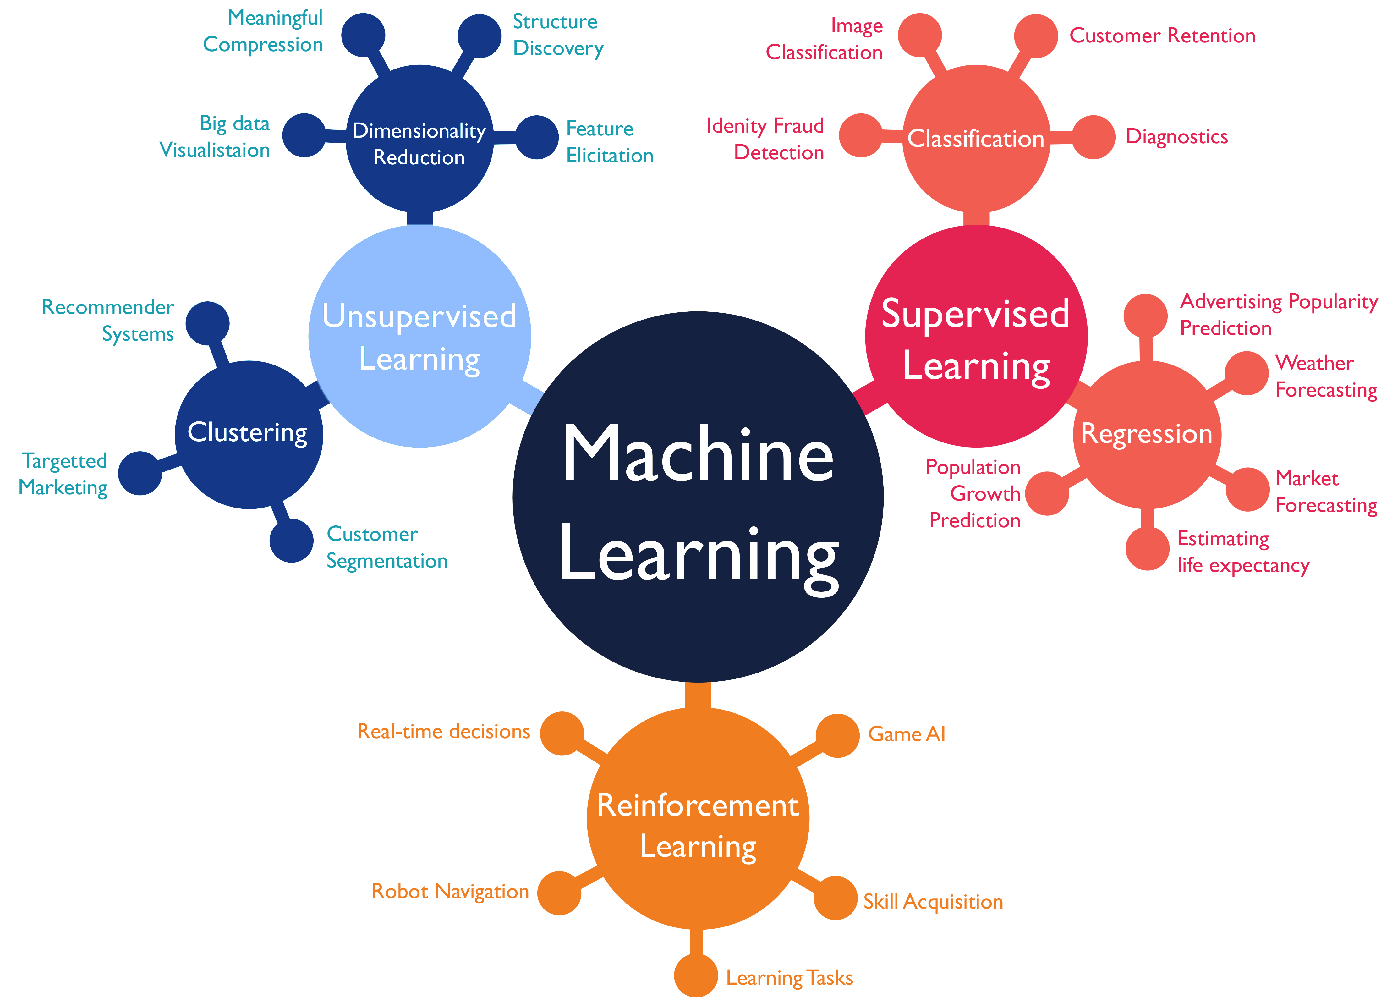 Meaningful
Compression
Structure
Discovery
Big data
Visualistaion
Dimensionality
Reduction
Feature
Elicitation
Image
Classification
Customer Retention
Idenity Fraud
Detection
Classification
Diagnostics
Unsupervised
Learning
Supervised
Learning
Recommender
Systems
Clustering
Targetted
Marketing
Customer
Segmentation
Machine
Learning
Advertising Popularity
Prediction
Weather
Forecasting
Regression
Population
Growth
Prediction
Market
Forecasting
Estimating
life expectancy
Real-time decisions
Game AI
Reinforcement
Learning
Robot Navigation
Skill Acquisition
Learning Tasks